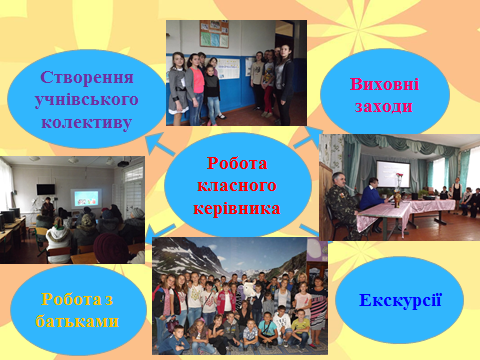 Створення
учнівського
колективу
Виховні
заходи
Робота
класного
керівника
Робота з
батьками
Екскурсії